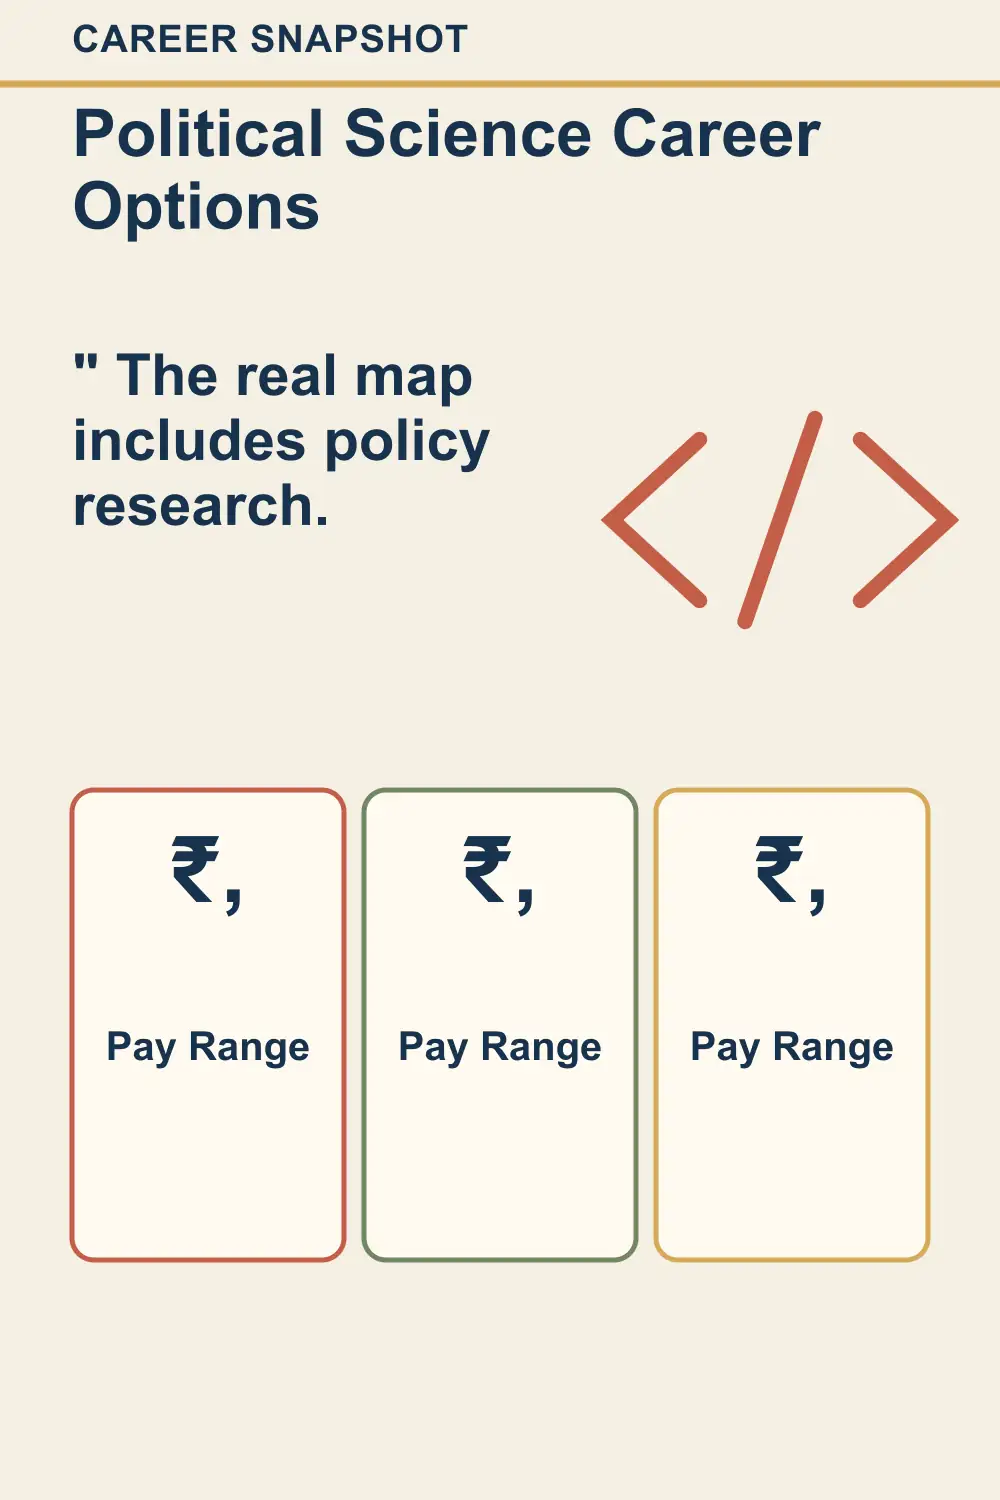 CAREER SNAPSHOT
Political Science Career
Options
" The real map
includes policy
research.
₹, ₹, ₹,
Pay Range Pay Range Pay Range